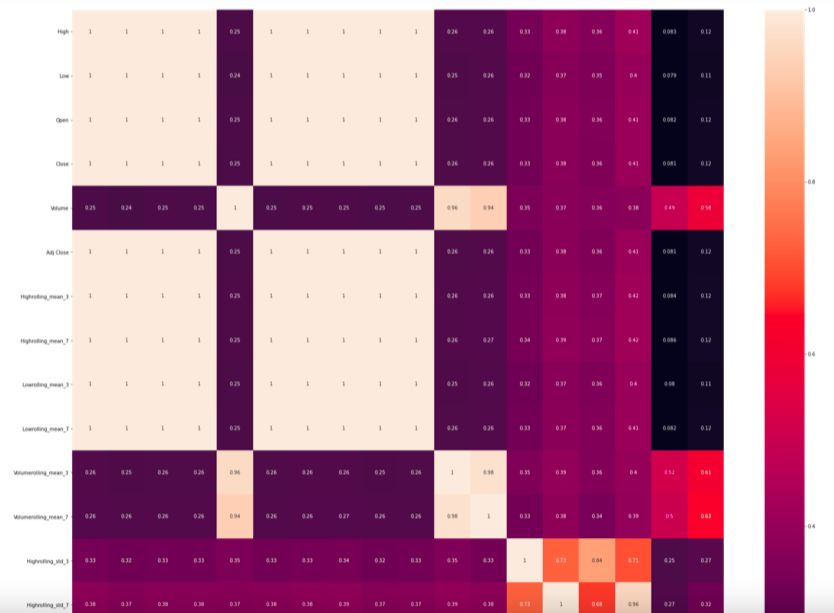 High 1 1 1 1 0.25 1 1 1 1 1 0.26 0.26 0.33 0.38 0.36 0.41 0.083 0.12
Low 1 1 1 1 0.24 1 1 1 1 1 0.25 0.26 0.32 0.37 0.35 0.4 0.079 0.11
Open 1 1 1 1 0.25 1 1 1 1 1 0.26 0.26 0.33 0.38 0.36 0.41 0.082 0.12
Close 1 1 1 1 0.25 1 1 1 1 1 0.26 0.26 0.33 0.38 0.36 0.41 0.081 0.12
Volume 0.25 0.24 0.25 0.25 1 0.25 0.25 0.25 0.25 0.25 0.96 0.94 0.35 0.37 0.36 0.38 0.49 0.58
Adj Close 1 1 1 1 0.25 1 1 1 1 1 0.26 0.26 0.33 0.38 0.36 0.41 0.081 0.12
Highrolling_mean_3 1 1 1 1 0.25 1 1 1 1 1 0.26 0.26 0.33 0.38 0.37 0.42 0.084 0.12
Highrolling_mean_7 1 1 1 1 0.25 1 1 1 1 1 0.26 0.27 0.34 0.39 0.37 0.42 0.086 0.12
Lowrolling_mean_3 1 1 1 1 0.25 1 1 1 1 1 0.25 0.26 0.32 0.37 0.36 0.4 0.08 0.11
Lowrolling_mean_7 1 1 1 1 0.25 1 1 1 1 1 0.26 0.26 0.33 0.37 0.36 0.41 0.082 0.12
Volumerolling_mean_3 0.26 0.25 0.26 0.26 0.96 0.26 0.26 0.26 0.25 0.26 1 0.98 0.35 0.39 0.36 0.4 0.52 0.61
Volumerolling_mean_7 0.26 0.26 0.26 0.26 0.94 0.26 0.26 0.27 0.26 0.26 0.98 1 0.33 0.38 0.34 0.39 0.5 0.63
Highrolling_std_3 0.33 0.32 0.33 0.33 0.35 0.33 0.33 0.34 0.32 0.33 0.35 0.33 1 0.73 0.84 0.71 0.25 0.27
Highrolling_std_7 0.38 0.37 0.38 0.38 0.37 0.38 0.38 0.39 0.37 0.37 0.39 0.38 0.73 1 0.68 0.96 0.27 0.32
1.0
0.8
0.6
0.4